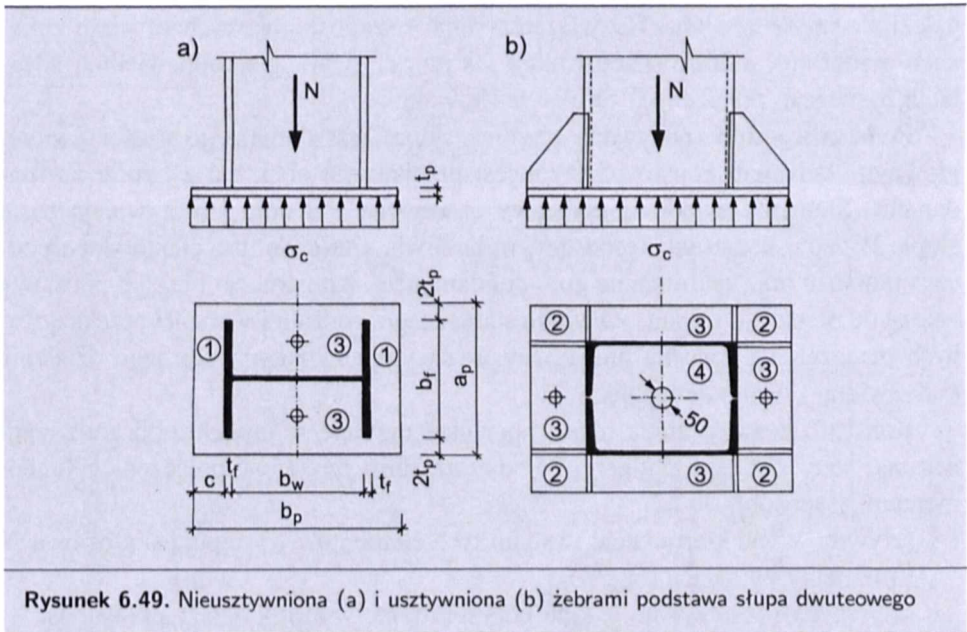 a)
b)
N
N
tp
σc
σc
2tp
bf
ap
2tp
① ③ ①
③
tf
c bw tf
bp
② ③ ②
④ ③
③ 50
② ③ ②
Rysunek 6.49. Nieusztywniona (a) i usztywniona (b) żebrami podstawa słupa dwuteowego